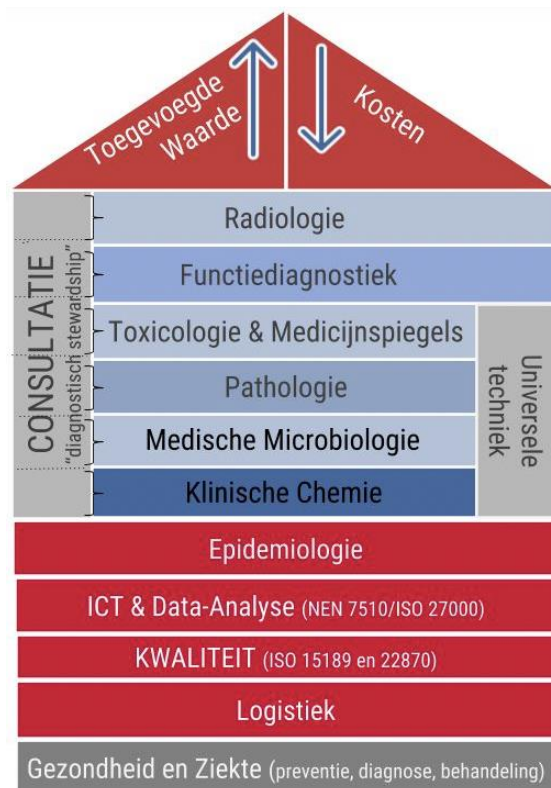 Toegevoegde
Waarde
Kosten
Radiologie
Functiediagnostiek
CONSULTATIE
"diagnostisch stewardship"
Toxicologie & Medicijnspiegels
Pathologie
Medische Microbiologie
Klinische Chemie
Universele
techniek
Epidemiologie
ICT & Data-Analyse (NEN 7510/ISO 27000)
KWALITEIT (ISO 15189 en 22870)
Logistiek
Gezondheid en Ziekte (preventie, diagnose, behandeling)